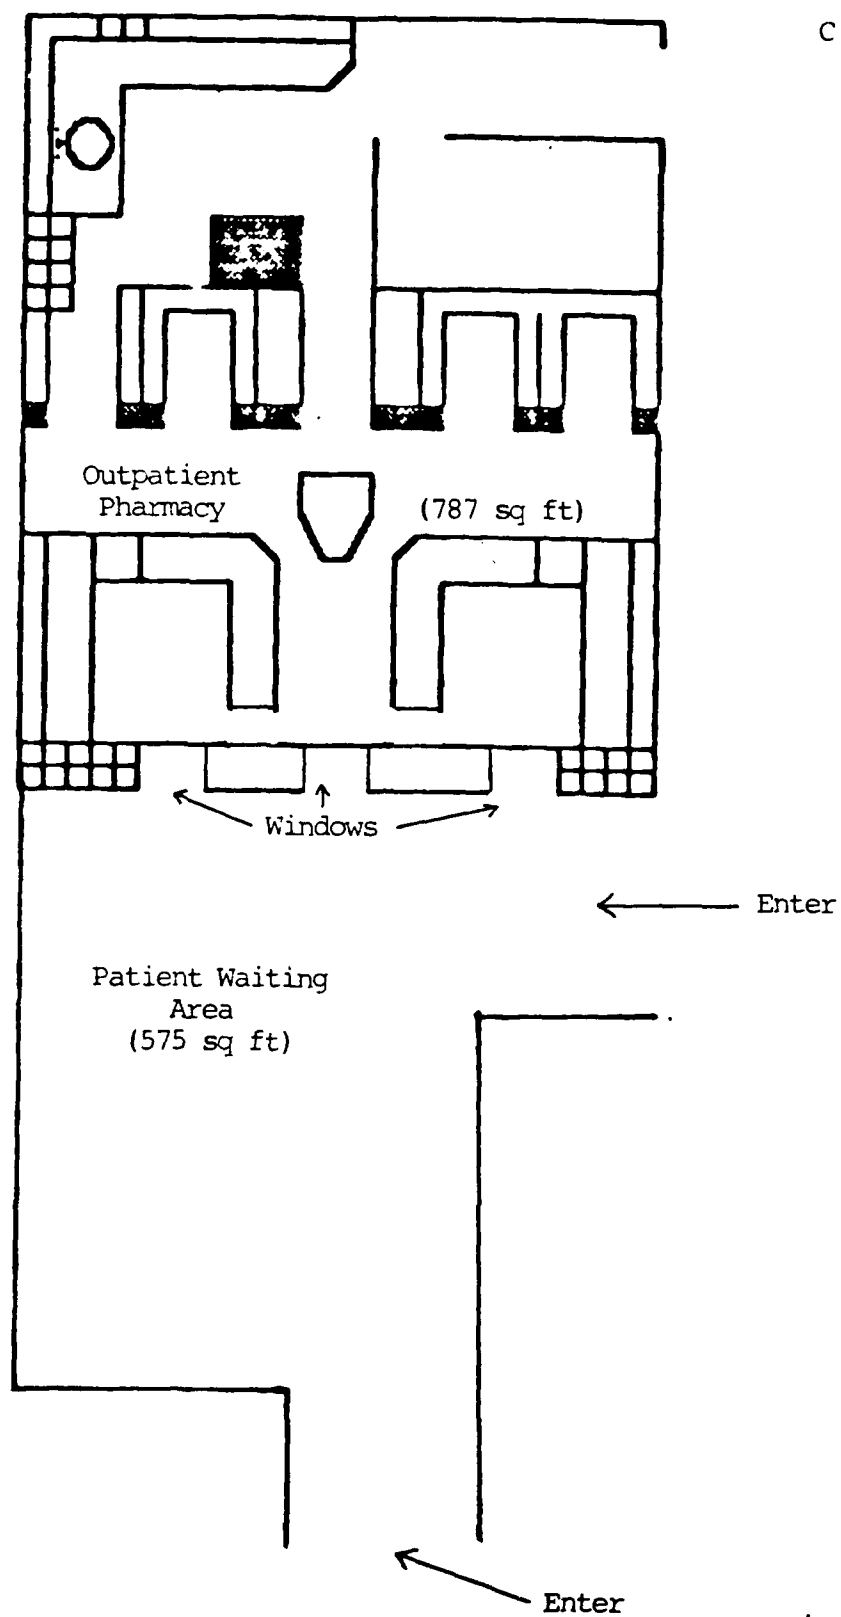 C
Outpatient
Pharmacy
(787 sq ft)
Windows
Enter
Patient Waiting
Area
(575 sq ft)
Enter